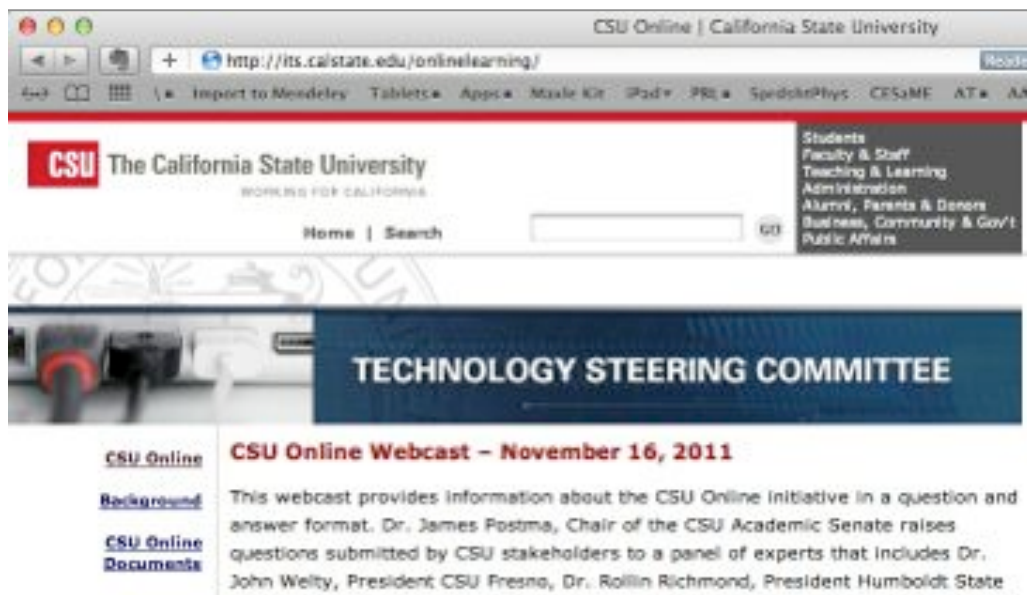 CSU Online | California State University
http://its.calstate.edu/onlinelearning/
Reade
Import to Mendeley Tablets Apps Maxle Kit iPad PRL SpredshtPhys CESaME AT
CSU The California State University
WORKING FOR CALIFORNIA
Home | Search
GO
Students
Faculty & Staff
Teaching & Learning
Administration
Alumni, Parents & Donors
Business, Community & Gov't
Public Affairs
TECHNOLOGY STEERING COMMITTEE
CSU Online
Background
CSU Online
Documents
CSU Online Webcast – November 16, 2011
This webcast provides information about the CSU Online initiative in a question and
answer format. Dr. James Postma, Chair of the CSU Academic Senate raises
questions submitted by CSU stakeholders to a panel of experts that includes Dr.
John Welty, President CSU Fresno, Dr. Rollin Richmond, President Humboldt State